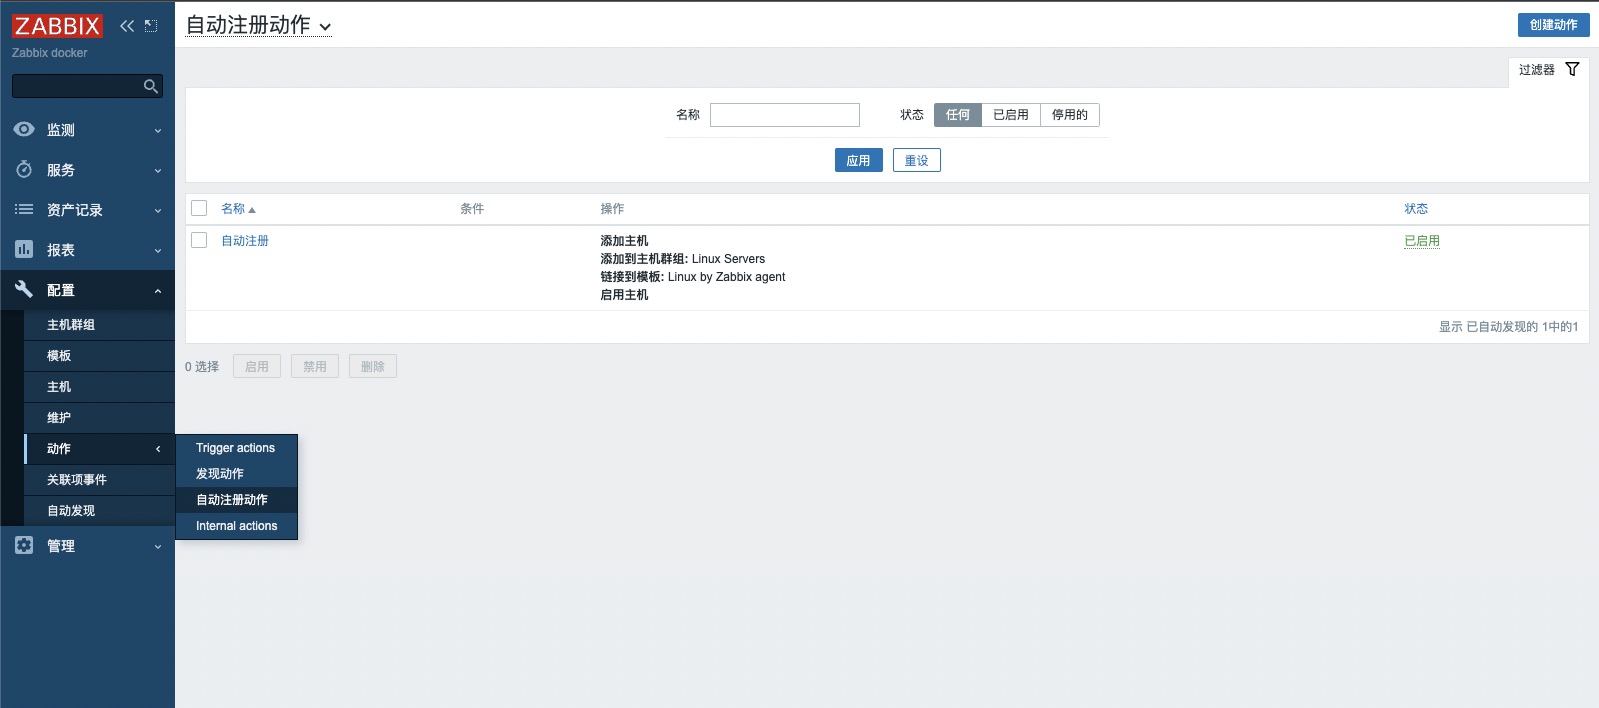 ZABBIX
Zabbix docker
监测
服务
资产记录
报表
配置
主机群组
模板
主机
维护
动作
关联项事件
自动发现
管理
Trigger actions
发现动作
自动注册动作
Internal actions
自动注册动作
创建动作
过滤器
名称 状态 任何 已启用 停用的
应用 重设
名称 条件 操作 状态
自动注册 添加主机 已启用
添加到主机群组: Linux Servers
链接到模板: Linux by Zabbix agent
启用主机
显示 已自动发现的 1中的1
0 选择 启用 禁用 删除